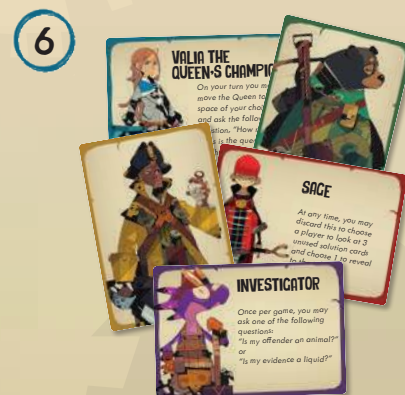 6
VALIA THE
QUEEN'S CHAMPI
On your turn you m
move the Queen to
space of your choi
and ask the follow
"How
is the que
SAGE
At any time, you may
discard this to choose
a player to look at 3
unused solution cards
and choose 1 to reveal
INVESTIGATOR
Once per game, you may
ask one of the following
questions:
"Is my offender an animal?"
or
"Is my evidence a liquid?"